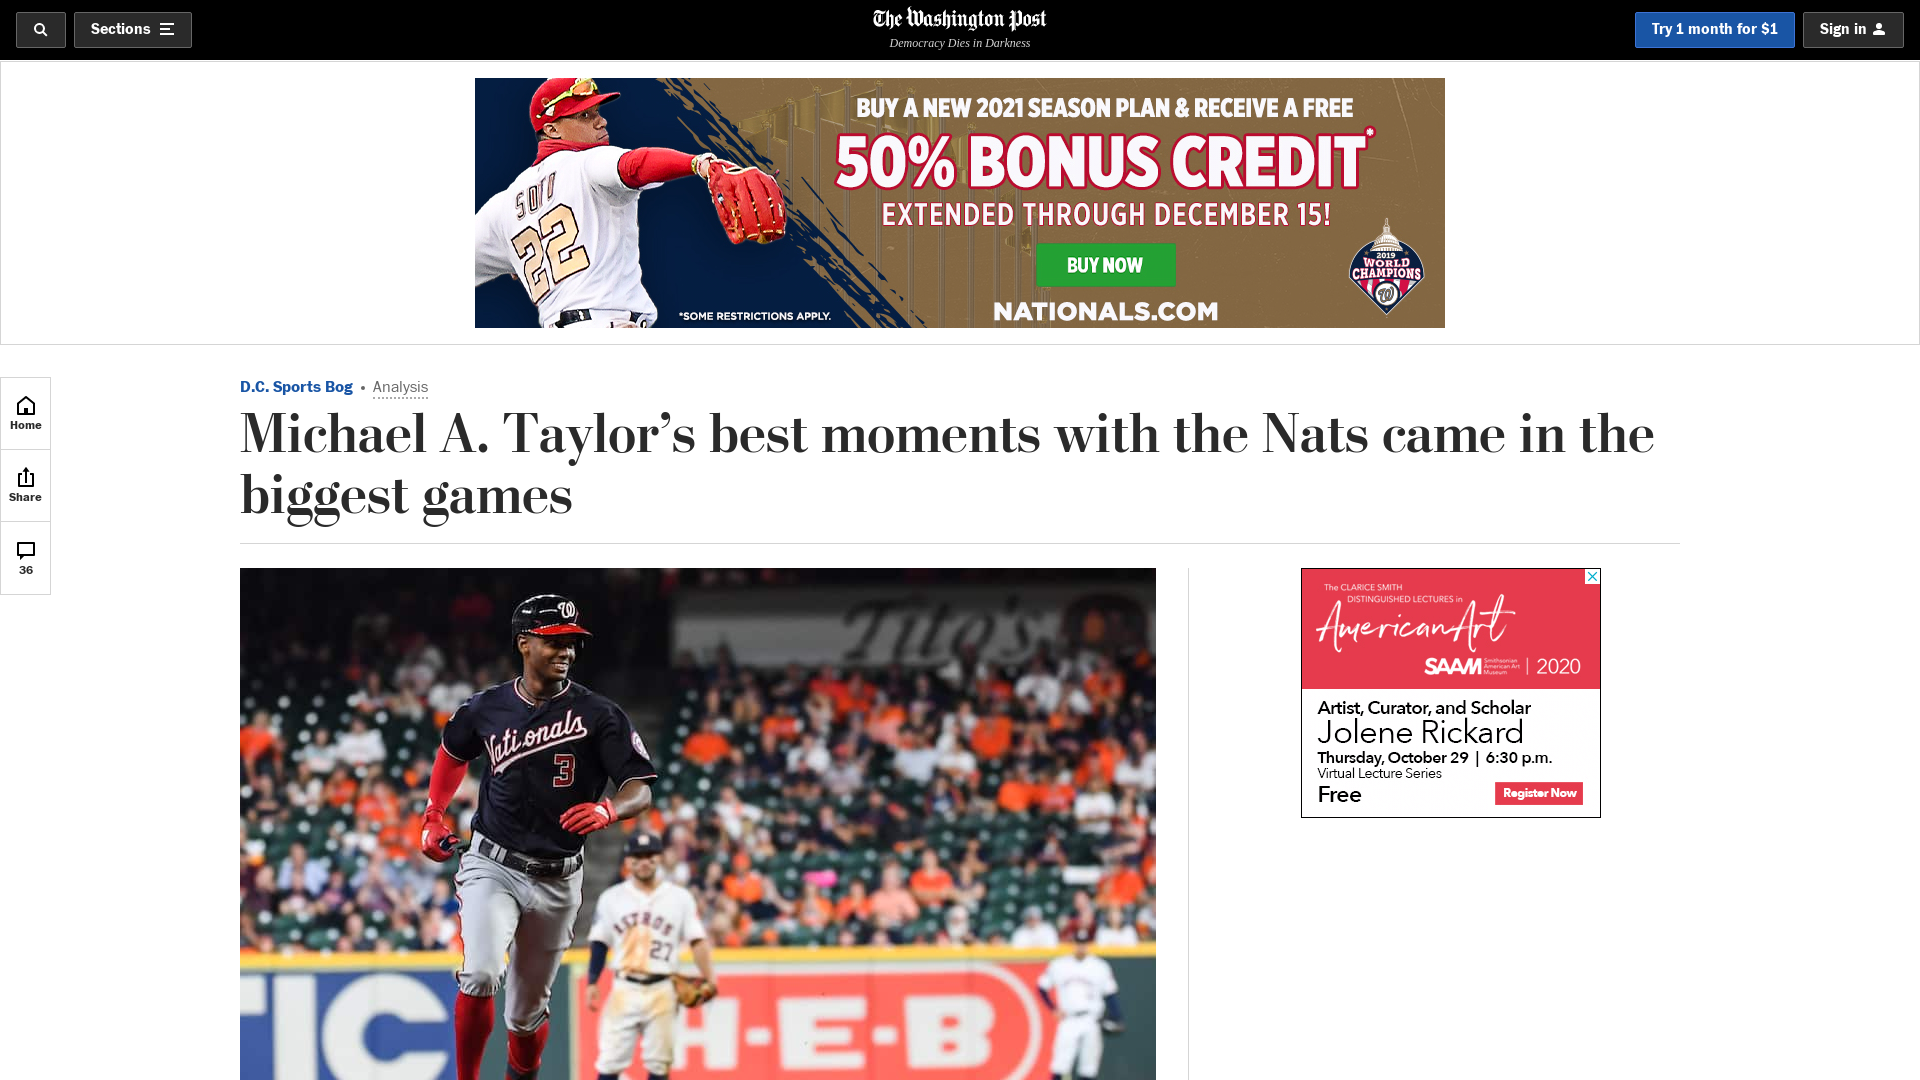 Sections
The Washington Post
Democracy Dies in Darkness
Try 1 month for $1
Sign in
BUY A NEW 2021 SEASON PLAN & RECEIVE A FREE
50% BONUS CREDIT*
EXTENDED THROUGH DECEMBER 15!
BUY NOW
NATIONALS.COM
*SOME RESTRICTIONS APPLY.
22
2019
WORLD
CHAMPIONS
W
Home
Share
36
D.C. Sports Bog • Analysis
Michael A. Taylor’s best moments with the Nats came in the
biggest games
Tito's
W
Nationals
3
ASTROS
27
TIC
H-E-B
The CLARICE SMITH
DISTINGUISHED LECTURES in
American Art
SAAM Smithsonian American Art Museum | 2020
Artist, Curator, and Scholar
Jolene Rickard
Thursday, October 29 | 6:30 p.m.
Virtual Lecture Series
Free
Register Now